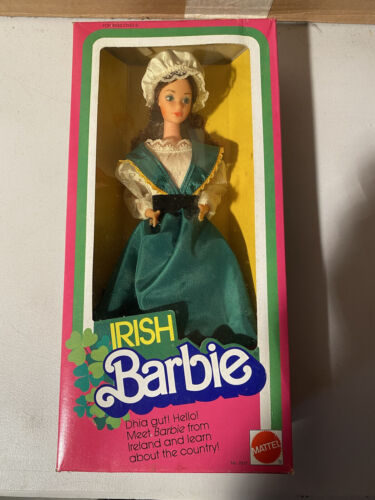 IRISH
Barbie
Dhia gut! Hello!
Meet Barbie from
Ireland and learn
about the country!
MATTEL